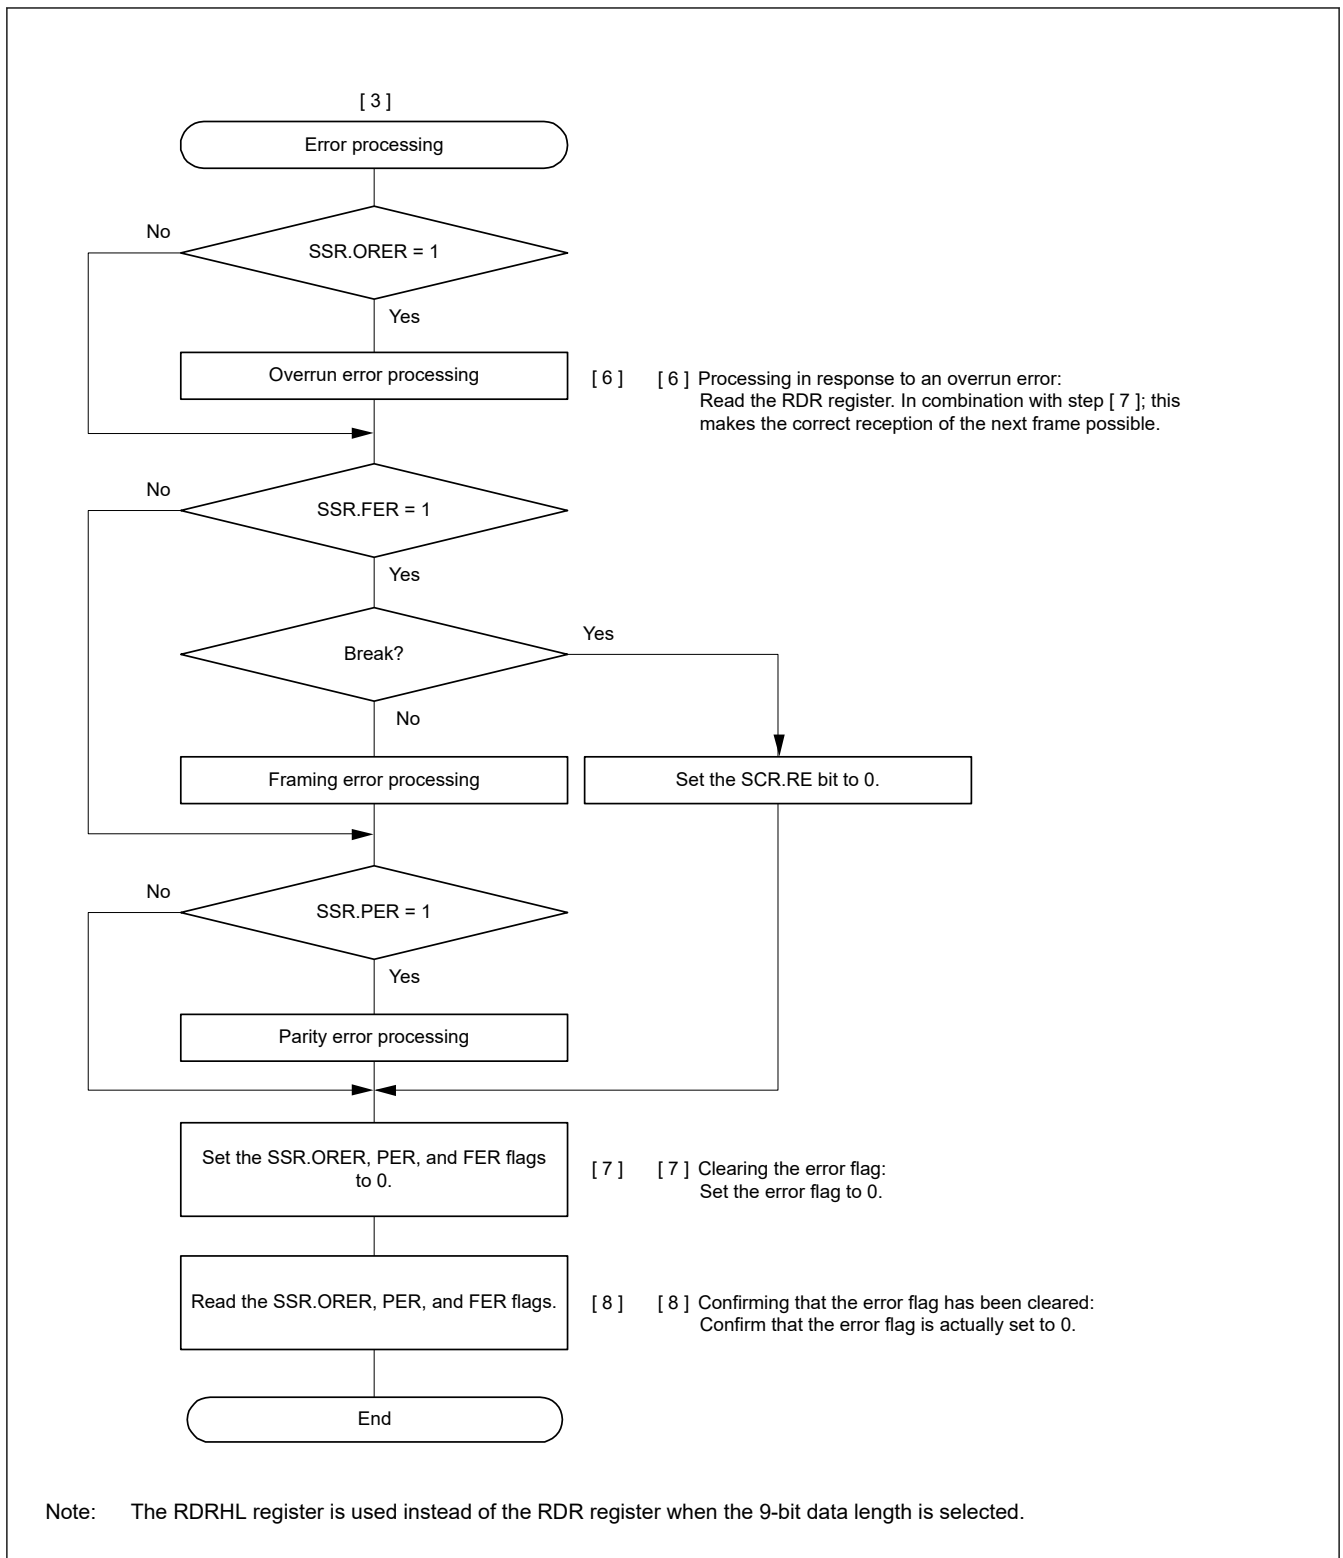 [ 3 ]
Error processing
No
SSR.ORER = 1
Yes
Overrun error processing
[ 6 ]
[ 6 ] Processing in response to an overrun error:
Read the RDR register. In combination with step [ 7 ]; this
makes the correct reception of the next frame possible.
No
SSR.FER = 1
Yes
Break?
Yes
No
Framing error processing
Set the SCR.RE bit to 0.
No
SSR.PER = 1
Yes
Parity error processing
Set the SSR.ORER, PER, and FER flags
to 0.
[ 7 ]
[ 7 ] Clearing the error flag:
Set the error flag to 0.
Read the SSR.ORER, PER, and FER flags.
[ 8 ]
[ 8 ] Confirming that the error flag has been cleared:
Confirm that the error flag is actually set to 0.
End
Note: The RDRHL register is used instead of the RDR register when the 9-bit data length is selected.